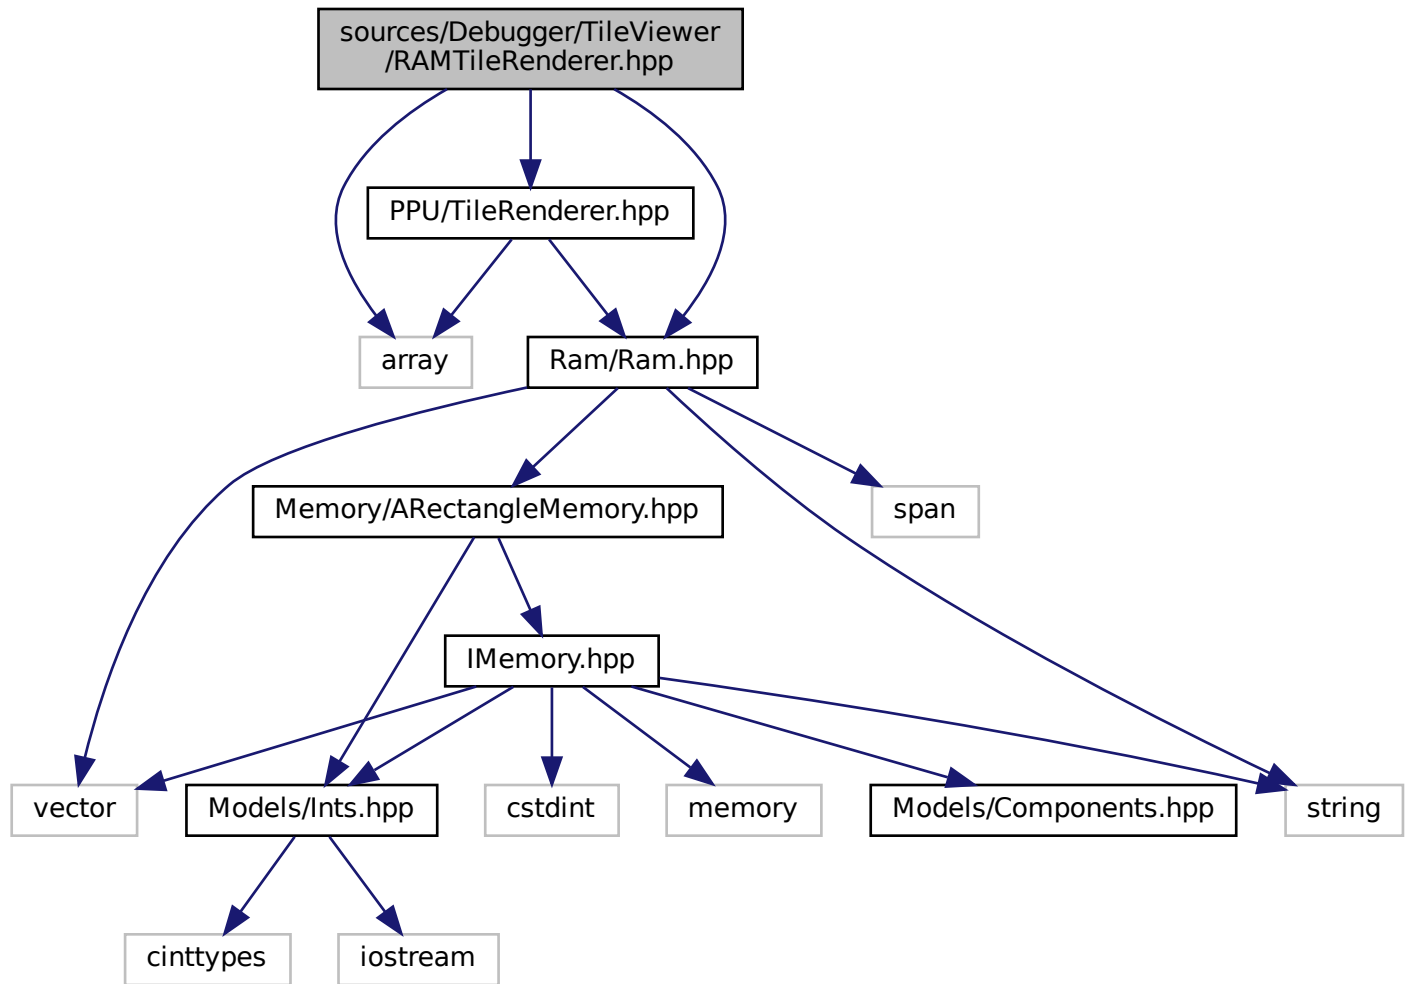 sources/Debugger/TileViewer
/RAMTileRenderer.hpp
PPU/TileRenderer.hpp
array
Ram/Ram.hpp
Memory/ARectangleMemory.hpp
span
IMemory.hpp
vector
Models/Ints.hpp
cstdint
memory
Models/Components.hpp
string
cinttypes
iostream